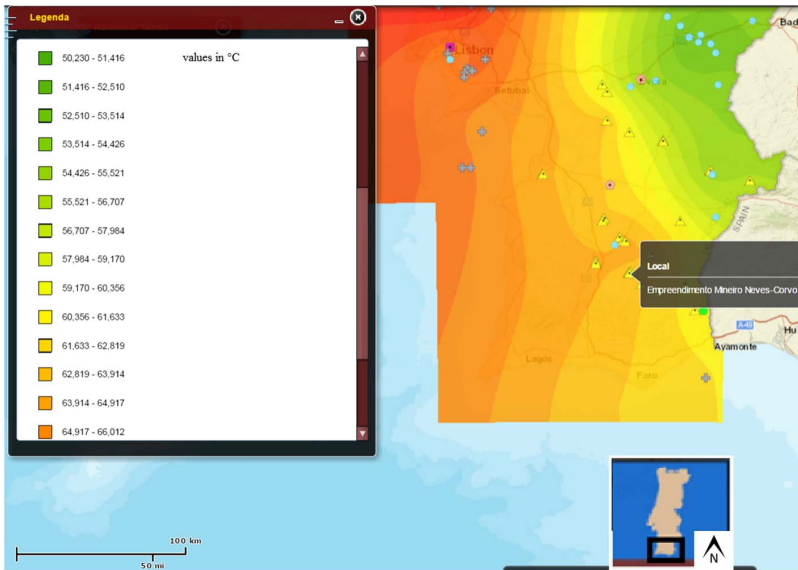 Legenda
50,230 - 51,416
values in °C
51,416 - 52,510
52,510 - 53,514
53,514 - 54,426
54,426 - 55,521
55,521 - 56,707
56,707 - 57,984
57,984 - 59,170
59,170 - 60,356
60,356 - 61,633
61,633 - 62,819
62,819 - 63,914
63,914 - 64,917
64,917 - 66,012
Lisbon
Setubal
Evora
Bad
SPAIN
Local
Empreendimento Mineiro Neves-Corvo
A-49
Hu
Ayamonte
Lagos
Faro
100 km
50 mi
N